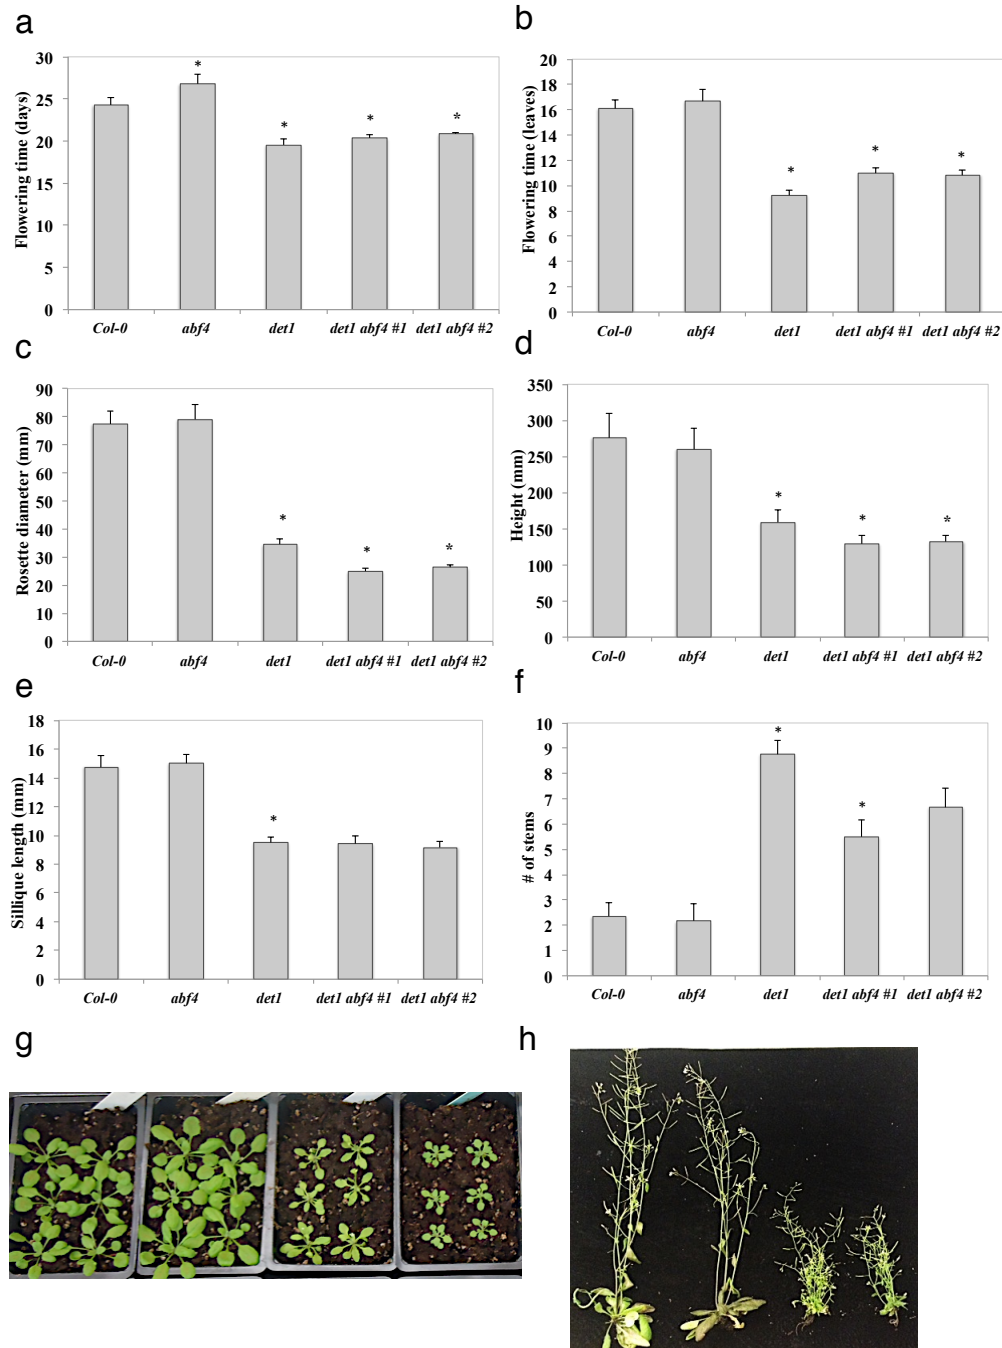 a
30
25
20
15
10
5
0
Flowering time (days)
* * * *
Col-0 abf4 det1 det1 abf4 #1 det1 abf4 #2
b
20
18
16
14
12
10
8
6
4
2
0
Flowering time (leaves)
* * *
Col-0 abf4 det1 det1 abf4 #1 det1 abf4 #2
c
90
80
70
60
50
40
30
20
10
0
Rosette diameter (mm)
* * *
Col-0 abf4 det1 det1 abf4 #1 det1 abf4 #2
d
350
300
250
200
150
100
50
0
Height (mm)
* * *
Col-0 abf4 det1 det1 abf4 #1 det1 abf4 #2
e
18
16
14
12
10
8
6
4
2
0
Sillique length (mm)
*
Col-0 abf4 det1 det1 abf4 #1 det1 abf4 #2
f
10
9
8
7
6
5
4
3
2
1
0
# of stems
* *
Col-0 abf4 det1 det1 abf4 #1 det1 abf4 #2
g
h